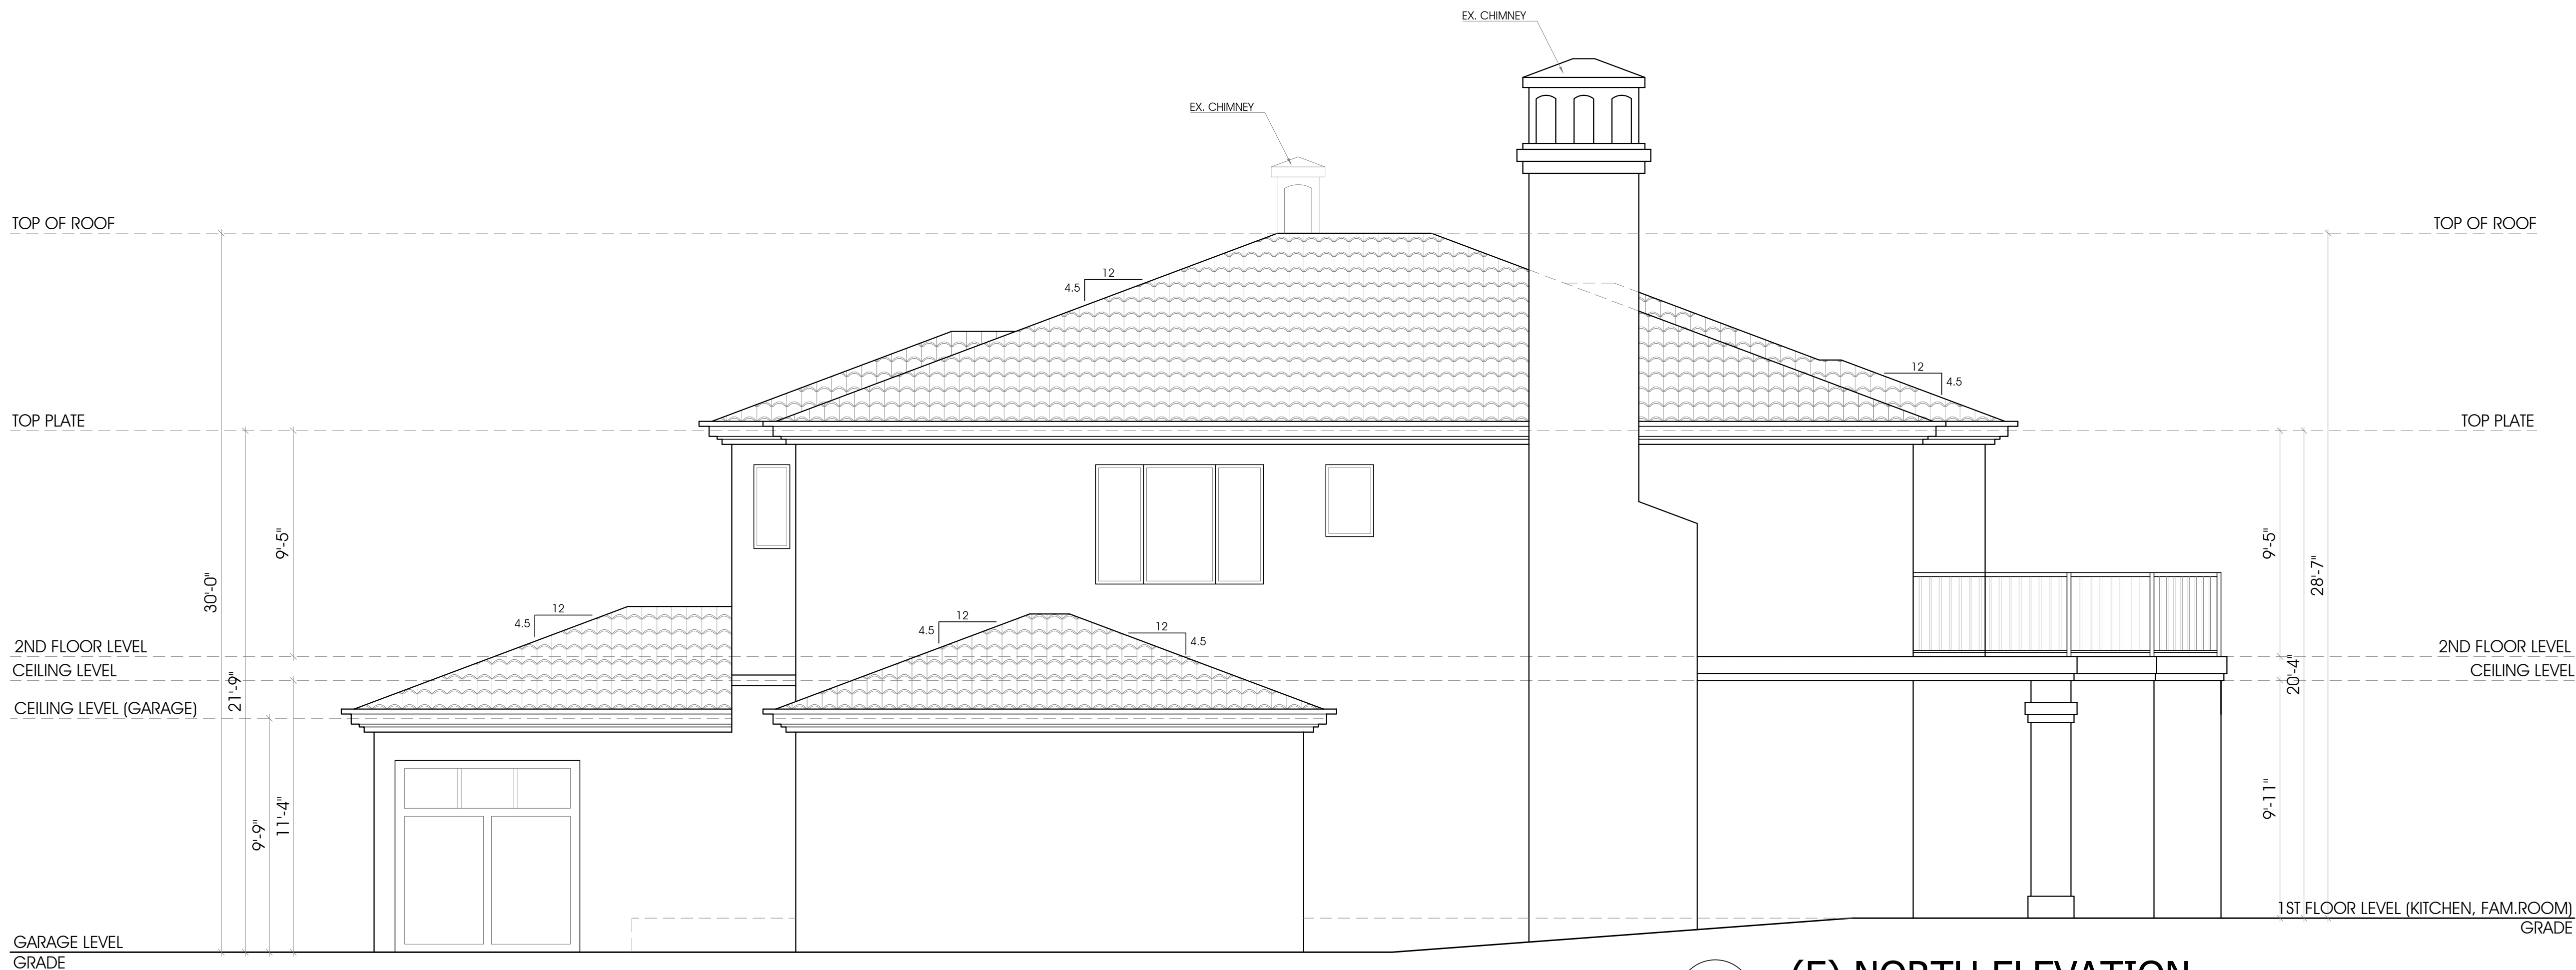 EX. CHIMNEY
EX. CHIMNEY
TOP OF ROOF
TOP OF ROOF
12
4.5
12
4.5
TOP PLATE
TOP PLATE
9'-5"
9'-5"
30'-0"
28'-7"
12
4.5
12
4.5
12
4.5
2ND FLOOR LEVEL
2ND FLOOR LEVEL
CEILING LEVEL
CEILING LEVEL
21'-9"
20'-4"
CEILING LEVEL (GARAGE)
9'-9"
11'-4"
9'-11"
1ST FLOOR LEVEL (KITCHEN, FAM.ROOM)
GRADE
GARAGE LEVEL
GRADE
(E) NORTH ELEVATION